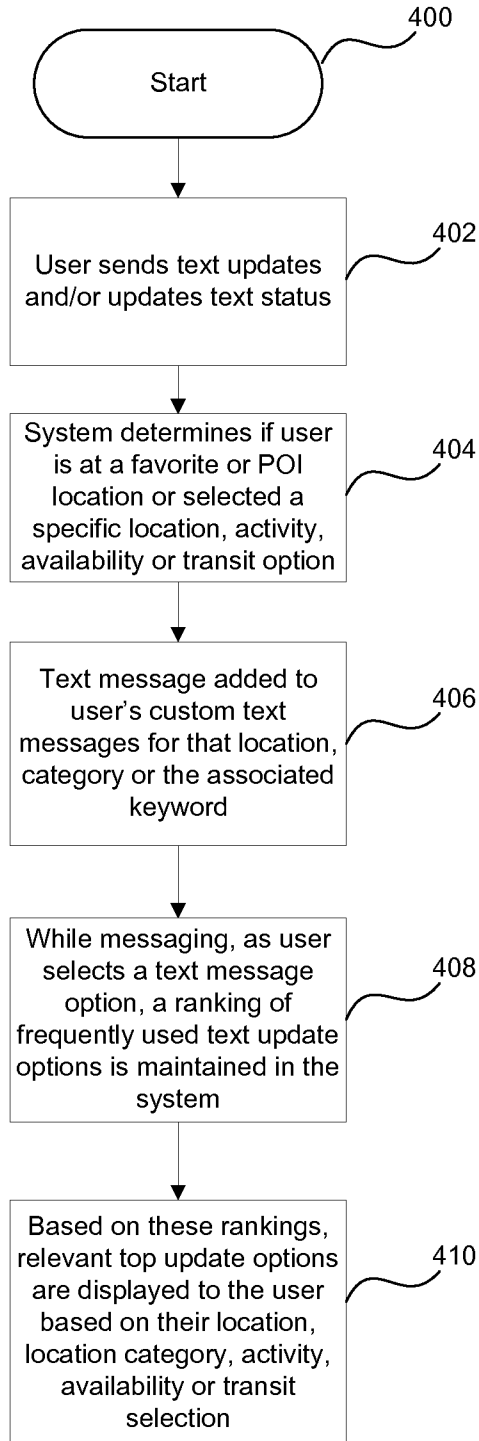 400
Start
402
User sends text updates
and/or updates text status
System determines if user
is at a favorite or POI
location or selected a
specific location, activity,
availability or transit option
404
Text message added to
user's custom text
messages for that location,
category or the associated
keyword
406
While messaging, as user
selects a text message
option, a ranking of
frequently used text update
options is maintained in the
system
408
Based on these rankings,
relevant top update options
are displayed to the user
based on their location,
location category, activity,
availability or transit
selection
410